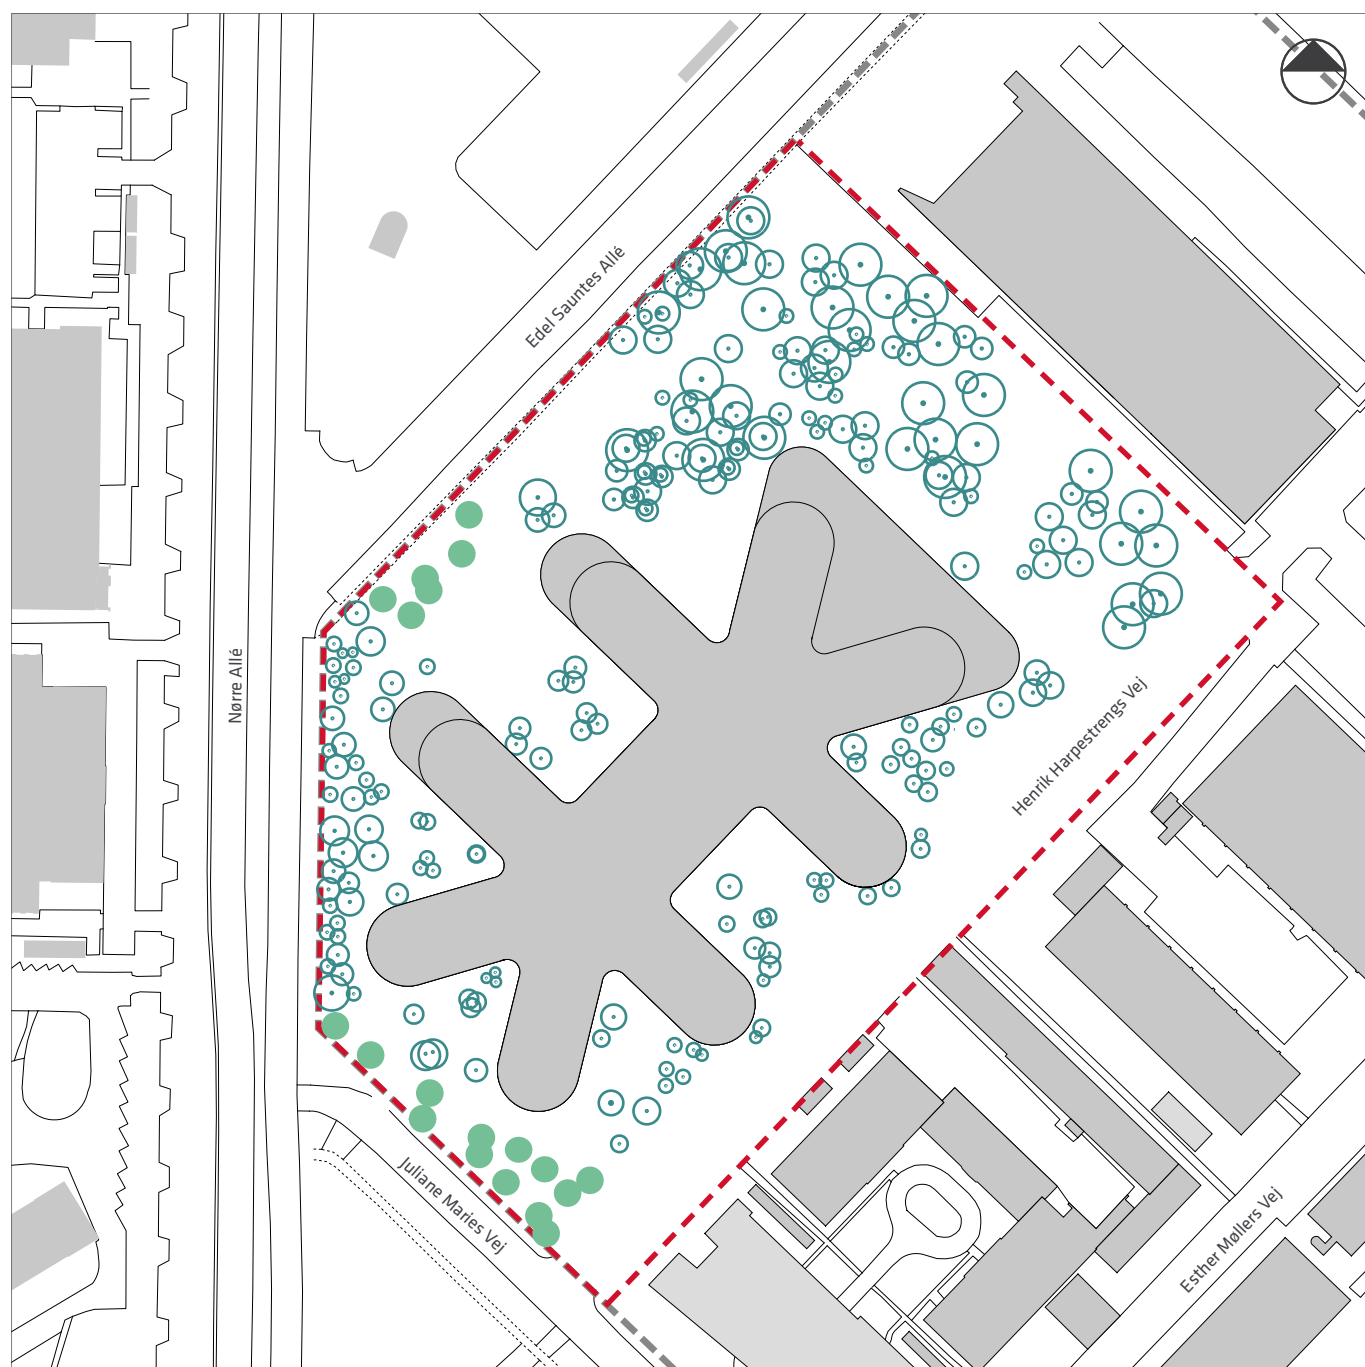 Edel Sauntes Allé
Nørre Allé
Henrik Harpestrengs Vej
Juliane Maries Vej
Esther Møllers Vej